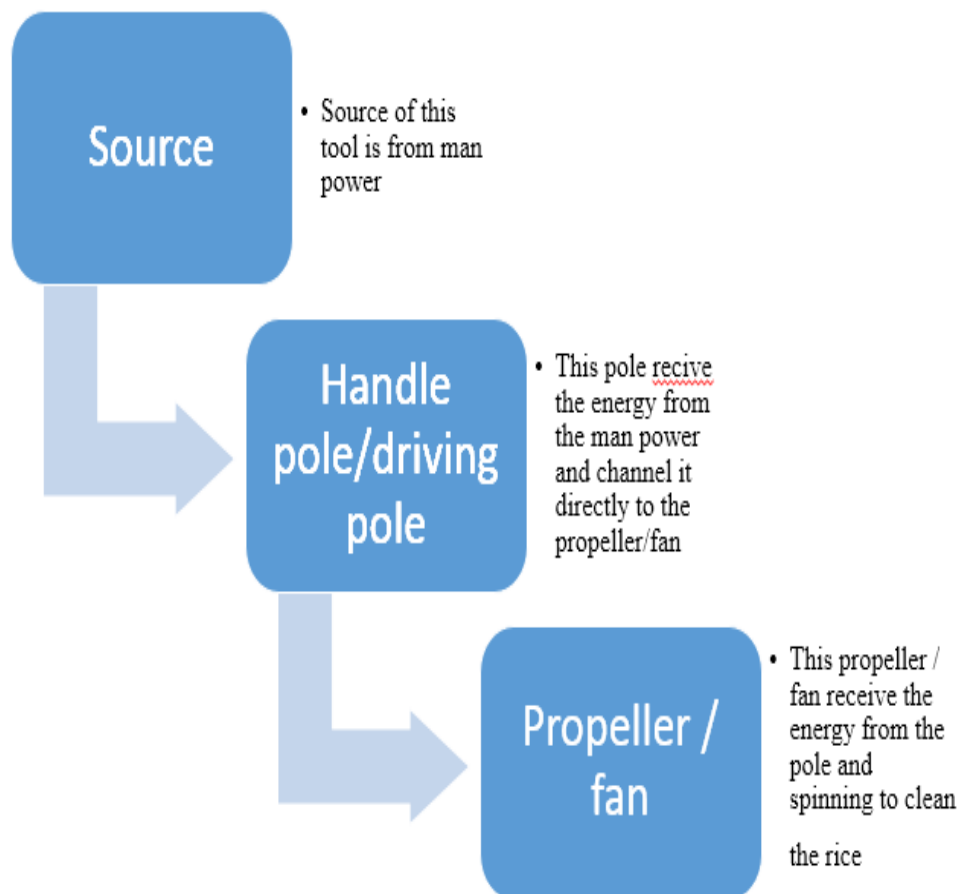 Source
• Source of this
tool is from man
power
Handle
pole/driving
pole
• This pole recive
the energy from
the man power
and channel it
directly to the
propeller/fan
Propeller /
fan
• This propeller /
fan receive the
energy from the
pole and
spinning to clean
the rice